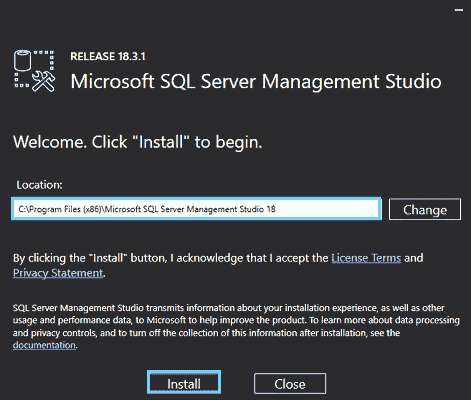 RELEASE 18.3.1
Microsoft SQL Server Management Studio
Welcome. Click "Install" to begin.
Location:
C:\Program Files (x86)\Microsoft SQL Server Management Studio 18
Change
By clicking the "Install" button, I acknowledge that I accept the License Terms and
Privacy Statement.
SQL Server Management Studio transmits information about your installation experience, as well as other
usage and performance data, to Microsoft to help improve the product. To learn more about data processing
and privacy controls, and to turn off the collection of this information after installation, see the
documentation.
Install
Close